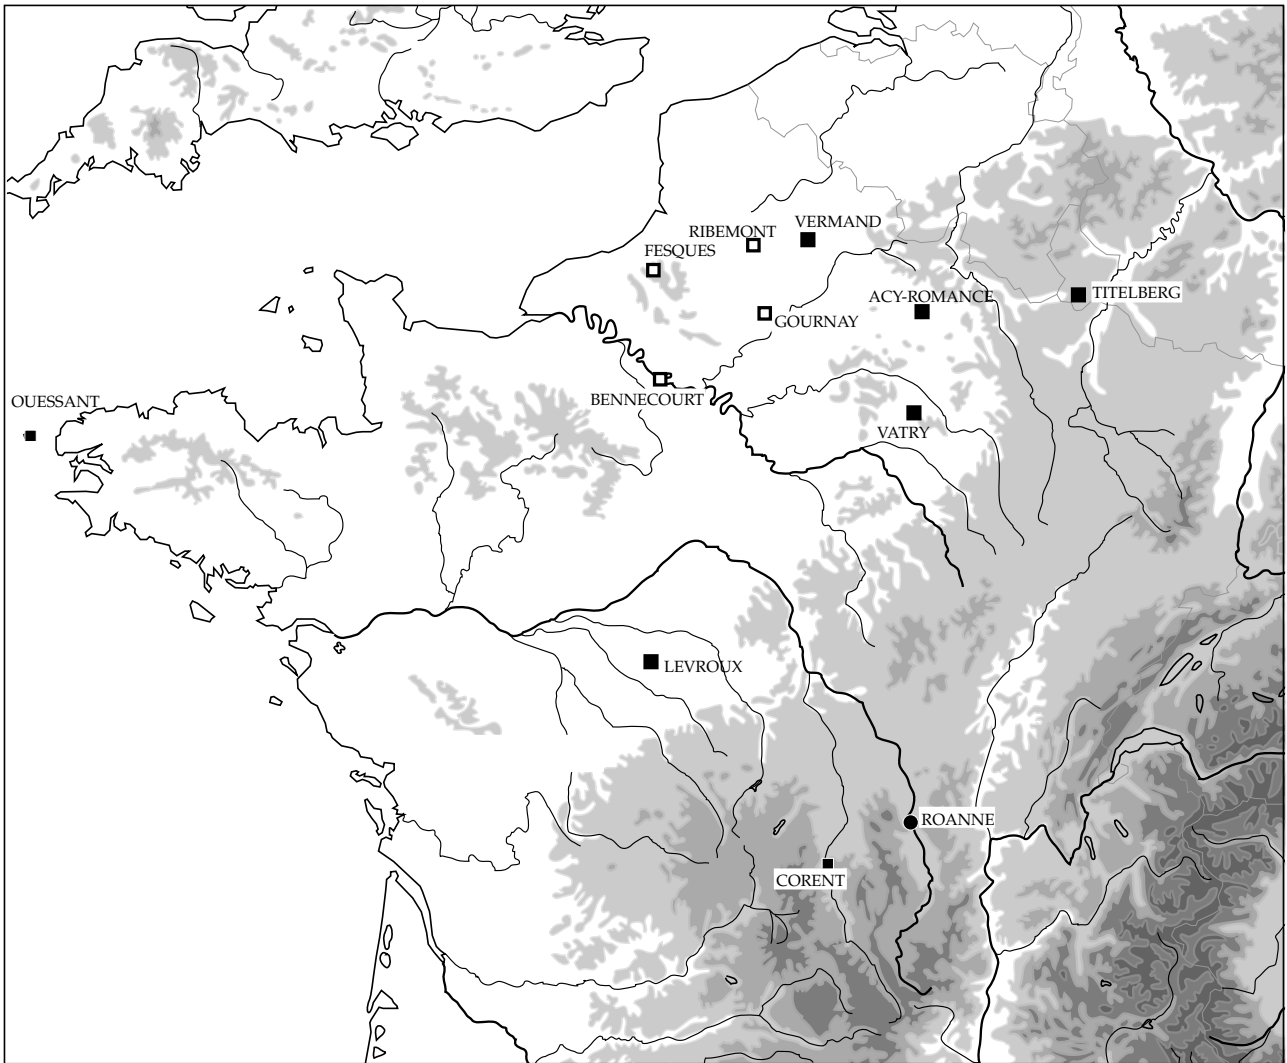 VERMAND
RIBEMONT
FESQUES
ACY-ROMANCE
TITELBERG
GOURNAY
BENNECOURT
OUESSANT
VATRY
LEVROUX
ROANNE
CORENT